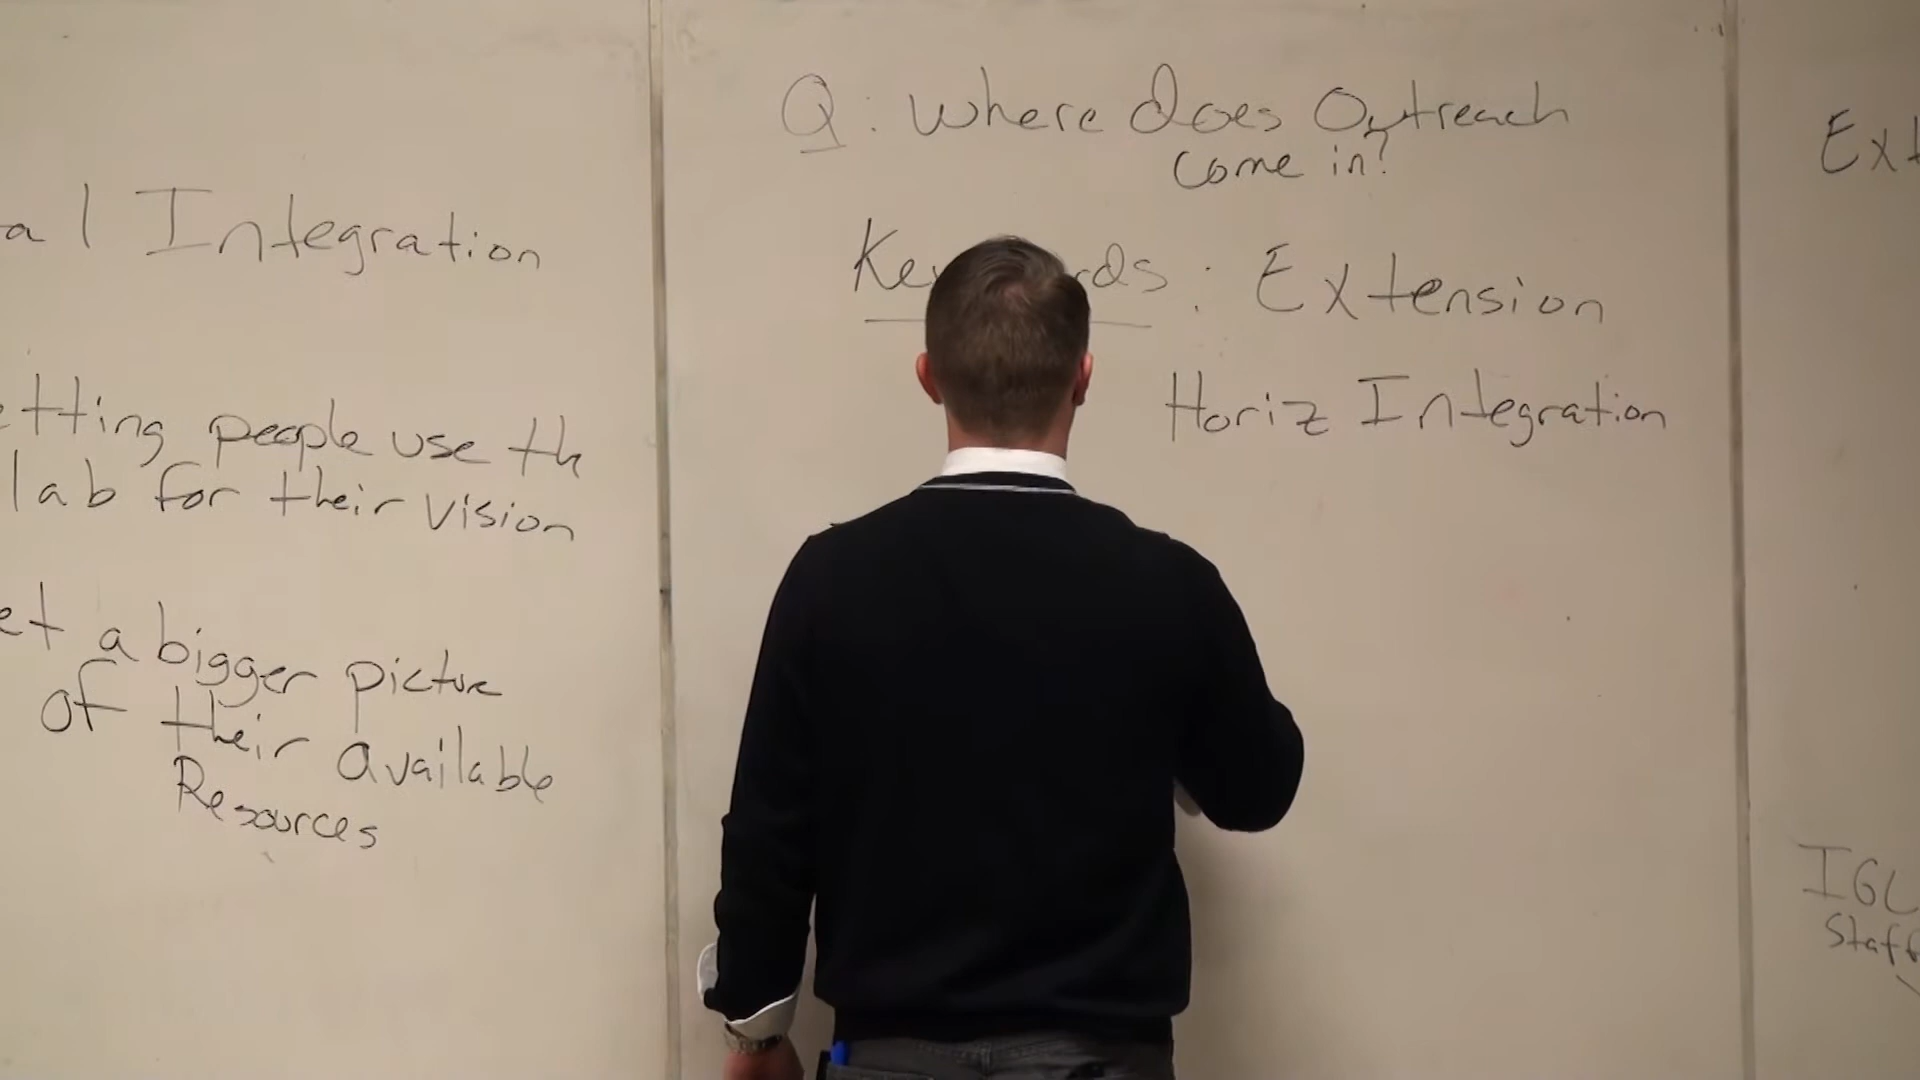 al Integration
etting people use th
lab for their vision
et a bigger picture
of their available
Resources
Q: Where does Outreach
come in?
: Extension
Horiz Integration
Ext
IGL
Staff